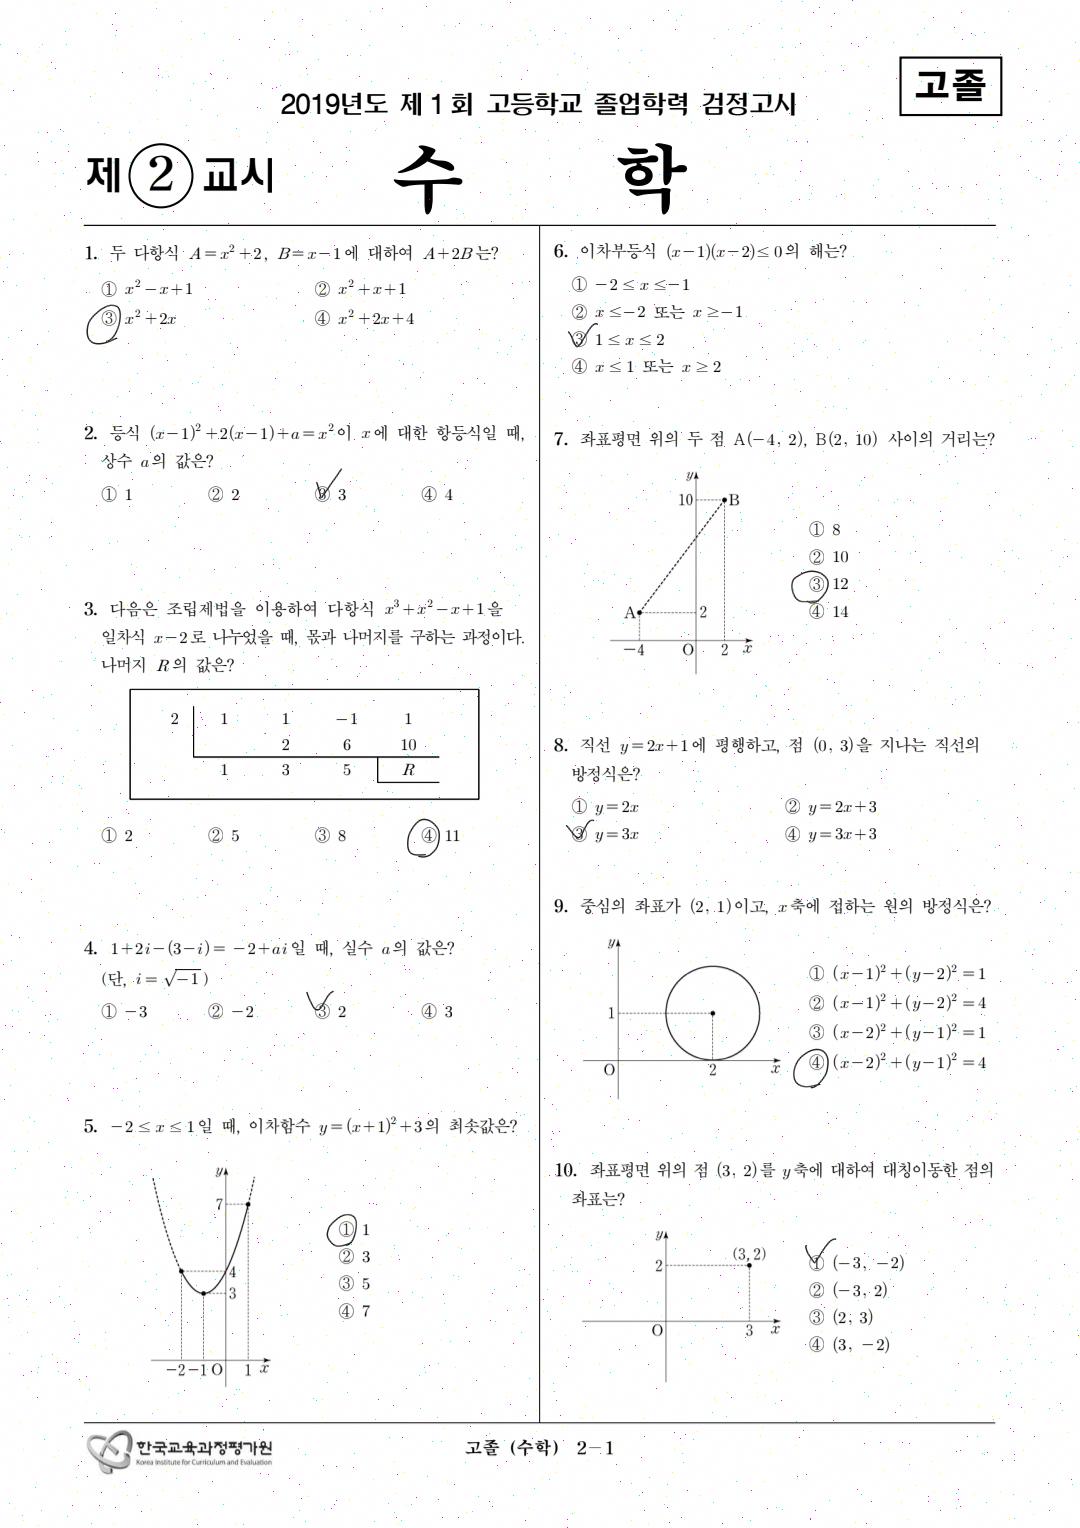 고졸
2019년도 제 1 회 고등학교 졸업학력 검정고시
제 ② 교시 수 학
1. 두 다항식 A=x²+2, B=x-1에 대하여 A+2B는?
① x²-x+1 ② x²+x+1
③ x²+2x ④ x²+2x+4
2. 등식 (x-1)²+2(x-1)+a=x²이 x에 대한 항등식일 때,
상수 a의 값은?
① 1 ② 2 ③ 3 ④ 4
3. 다음은 조립제법을 이용하여 다항식 x³+x²-x+1을
일차식 x-2로 나누었을 때, 몫과 나머지를 구하는 과정이다.
나머지 R의 값은?
2 1 1 -1 1
2 6 10
1 3 5 R
① 2 ② 5 ③ 8 ④ 11
4. 1+2i-(3-i)=-2+ai일 때, 실수 a의 값은?
(단, i=√-1)
① -3 ② -2 ③ 2 ④ 3
5. -2≤x≤1일 때, 이차함수 y=(x+1)²+3의 최솟값은?
y
7
4
3
-2 -1 O 1 x
① 1
② 3
③ 5
④ 7
6. 이차부등식 (x-1)(x-2)≤0의 해는?
① -2≤x≤-1
② x≤-2 또는 x≥-1
③ 1≤x≤2
④ x≤1 또는 x≥2
7. 좌표평면 위의 두 점 A(-4, 2), B(2, 10) 사이의 거리는?
y
10 B
A 2
-4 O 2 x
① 8
② 10
③ 12
④ 14
8. 직선 y=2x+1에 평행하고, 점 (0, 3)을 지나는 직선의
방정식은?
① y=2x ② y=2x+3
③ y=3x ④ y=3x+3
9. 중심의 좌표가 (2, 1)이고, x축에 접하는 원의 방정식은?
y
1
O 2 x
① (x-1)²+(y-2)²=1
② (x-1)²+(y-2)²=4
③ (x-2)²+(y-1)²=1
④ (x-2)²+(y-1)²=4
10. 좌표평면 위의 점 (3, 2)를 y축에 대하여 대칭이동한 점의
좌표는?
y
(3, 2)
2
O 3 x
① (-3, -2)
② (-3, 2)
③ (2, 3)
④ (3, -2)
한국교육과정평가원
Korea Institute for Curriculum and Evaluation
고졸 (수학) 2-1